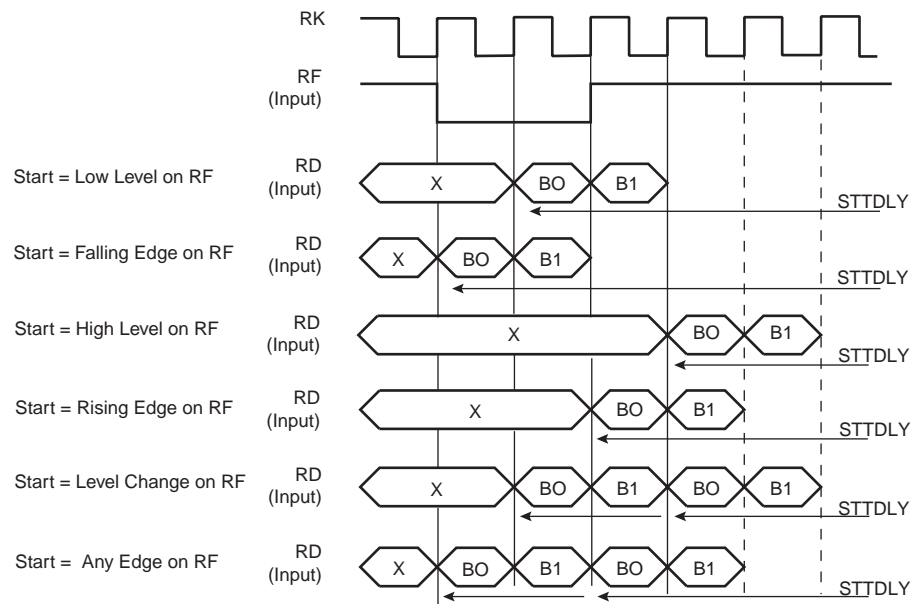 RK
RF
(Input)
Start = Low Level on RF
RD
(Input)
X
BO
B1
STTDLY
Start = Falling Edge on RF
RD
(Input)
X
BO
B1
STTDLY
Start = High Level on RF
RD
(Input)
X
BO
B1
STTDLY
Start = Rising Edge on RF
RD
(Input)
X
BO
B1
STTDLY
Start = Level Change on RF
RD
(Input)
X
BO
B1
BO
B1
STTDLY
Start = Any Edge on RF
RD
(Input)
X
BO
B1
BO
B1
STTDLY